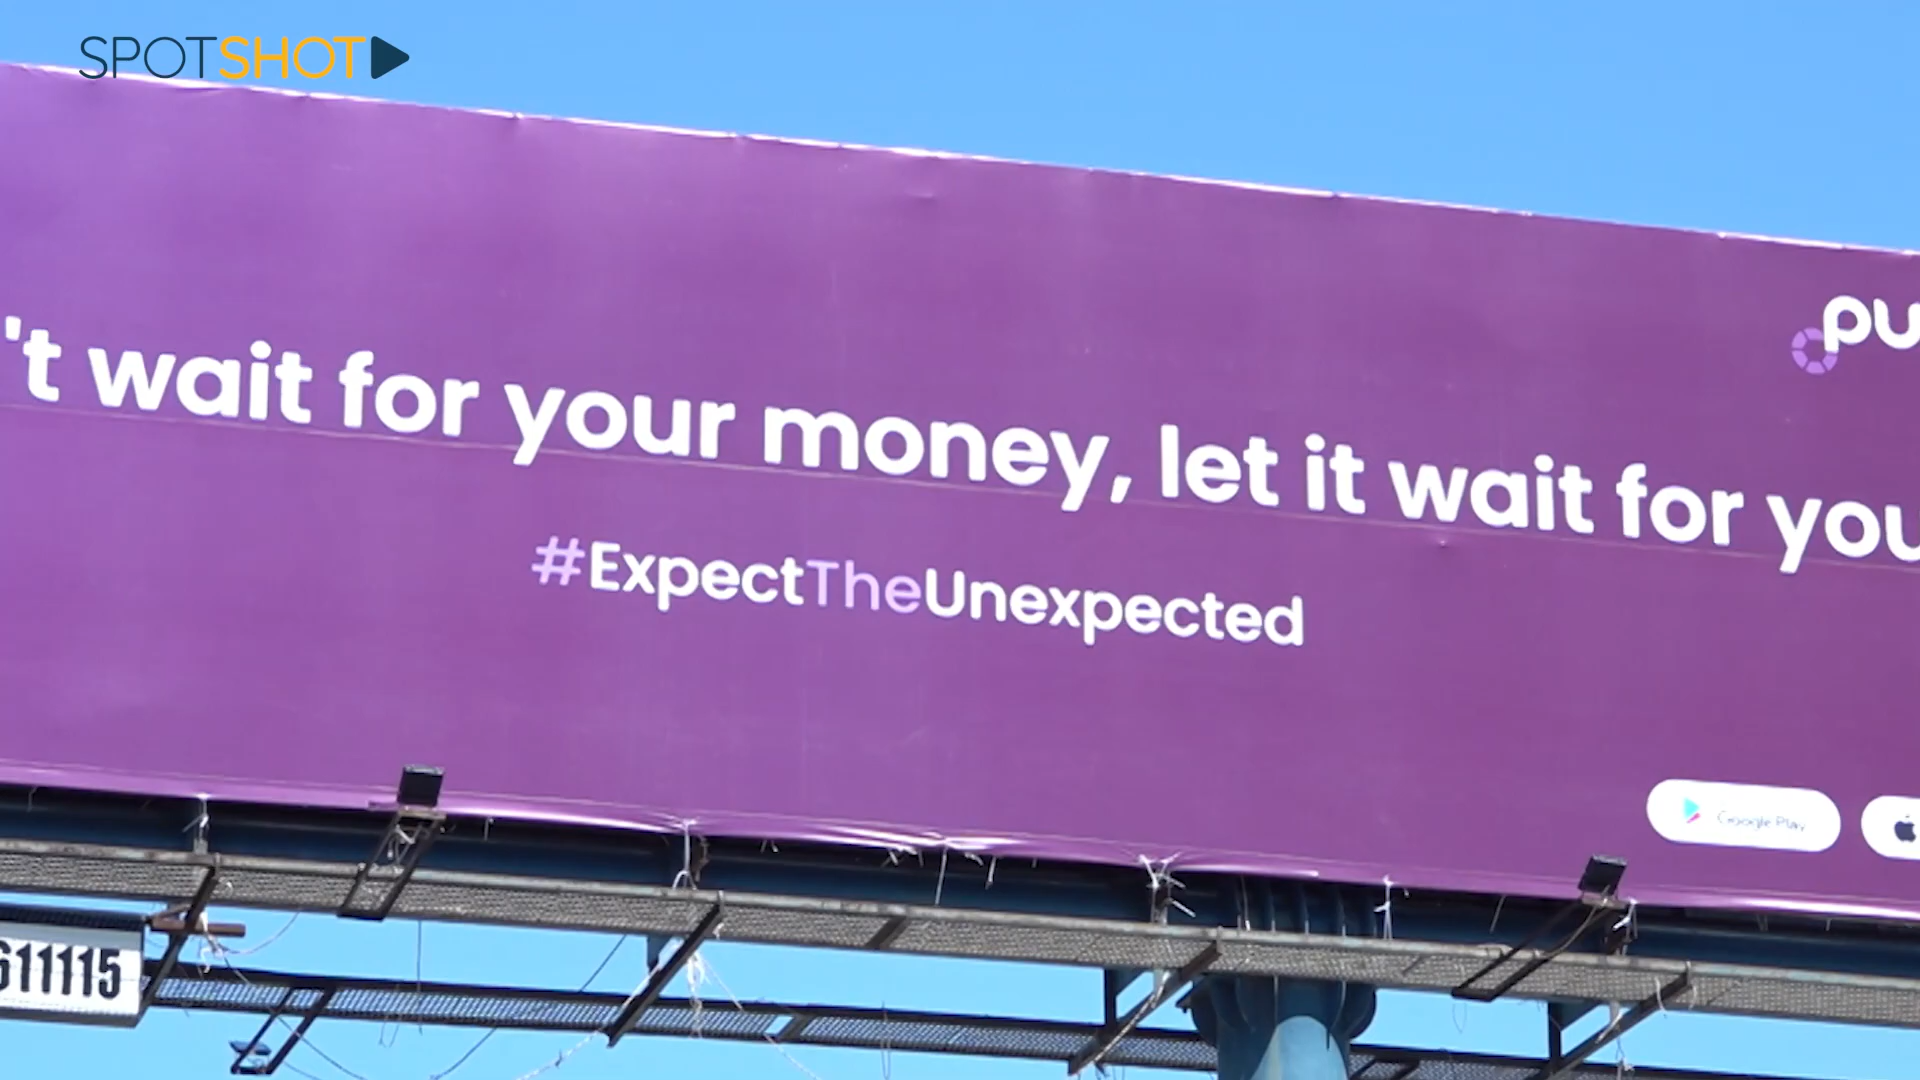 SPOTSHOT
pu
't wait for your money, let it wait for you
#ExpectTheUnexpected
Google Play
611115